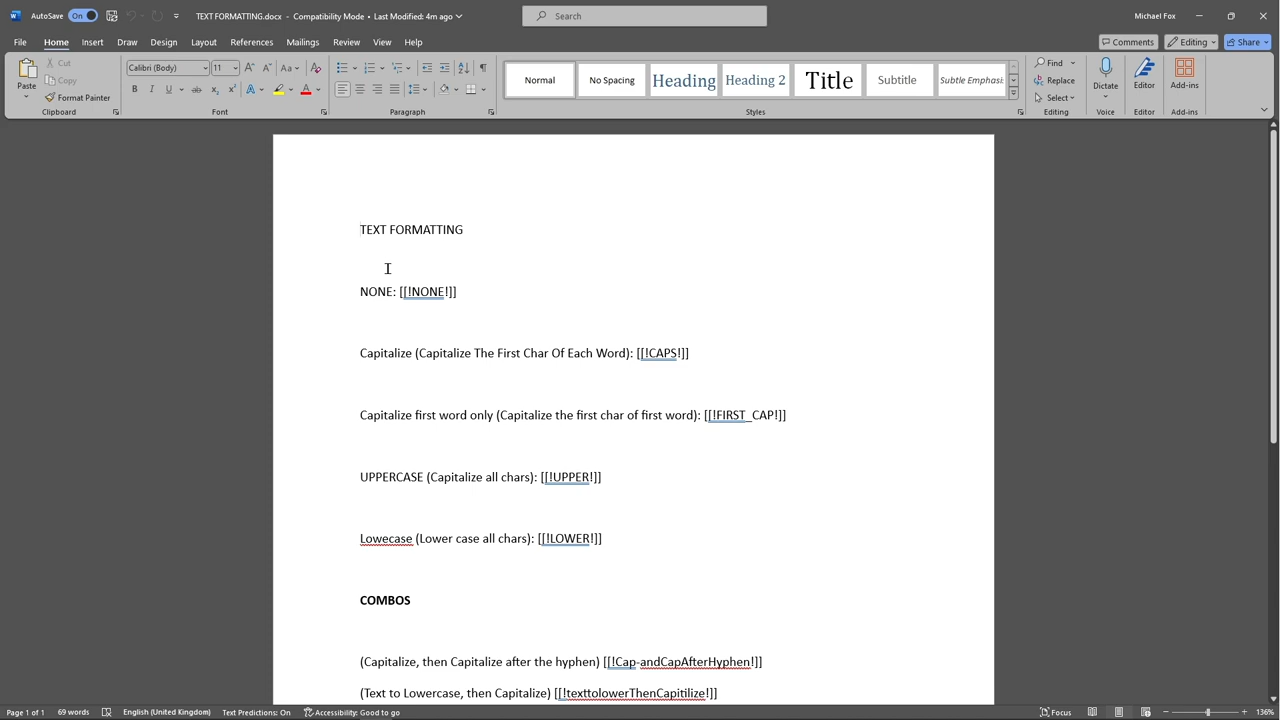 AutoSave On TEXT FORMATTING.docx - Compatibility Mode • Last Modified: 4m ago Search Michael Fox
File Home Insert Draw Design Layout References Mailings Review View Help Comments Editing Share
Paste Cut Copy Format Painter
Clipboard
Calibri (Body) 11 A A Aa A
B I U ab x₂ x² A A
Font
Paragraph
Normal No Spacing Heading Heading 2 Title Subtitle Subtle Emphasi
Styles
Find Replace Select
Editing
Dictate
Voice
Editor
Editor
Add-ins
Add-ins
TEXT FORMATTING
NONE: [[!NONE!]]
Capitalize (Capitalize The First Char Of Each Word): [[!CAPS!]]
Capitalize first word only (Capitalize the first char of first word): [[!FIRST_CAP!]]
UPPERCASE (Capitalize all chars): [[!UPPER!]]
Lowecase (Lower case all chars): [[!LOWER!]]
COMBOS
(Capitalize, then Capitalize after the hyphen) [[!Cap-andCapAfterHyphen!]]
(Text to Lowercase, then Capitalize) [[!texttolowerThenCapitilize!]]
Page 1 of 1 69 words English (United Kingdom) Text Predictions: On Accessibility: Good to go Focus 136%